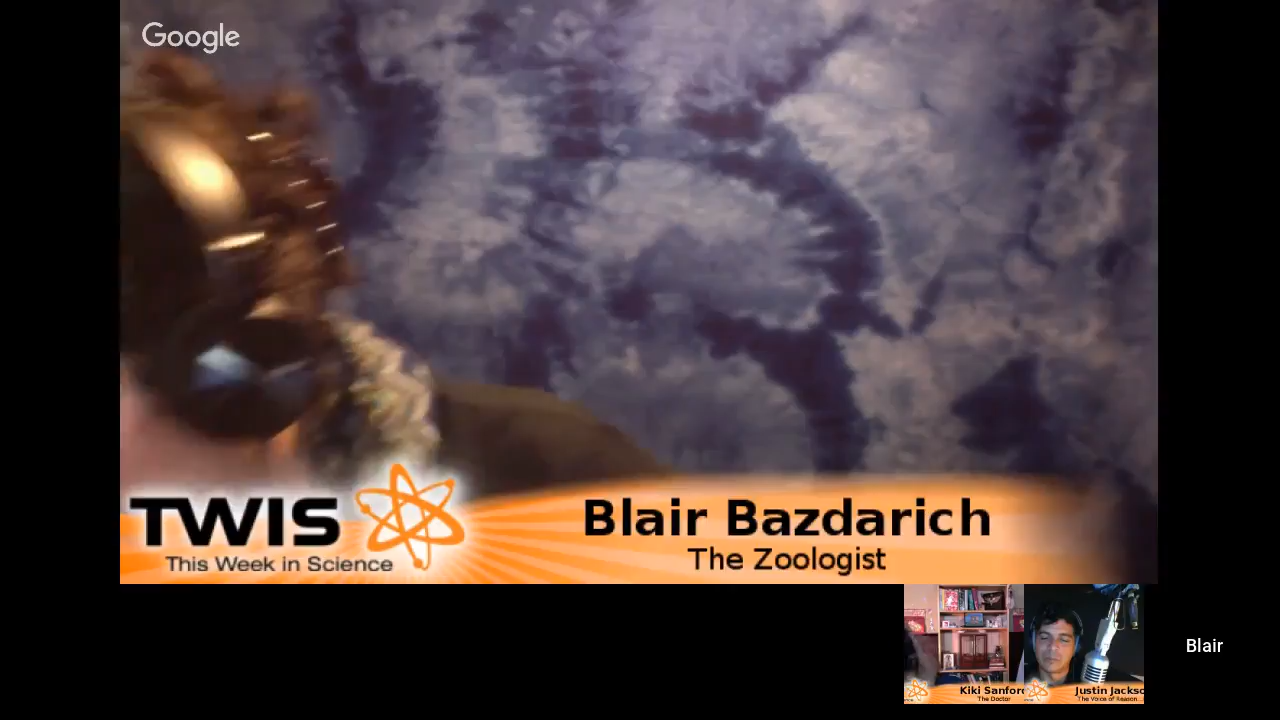 Google
TWIS
This Week in Science
Blair Bazdarich
The Zoologist
Kiki Sanford
The Doctor
Justin Jackso
The Voice of Reason
Blair